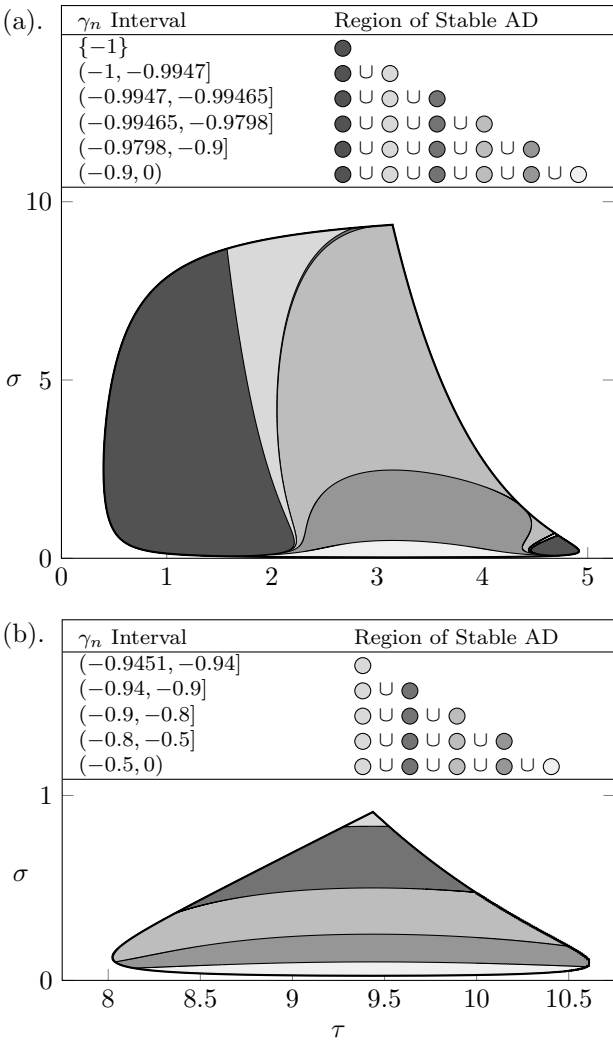 (a). γn Interval Region of Stable AD
{−1}
(−1, −0.9947] ∪
(−0.9947, −0.99465] ∪ ∪
(−0.99465, −0.9798] ∪ ∪ ∪
(−0.9798, −0.9] ∪ ∪ ∪ ∪
(−0.9, 0) ∪ ∪ ∪ ∪ ∪
10
σ 5
0
0 1 2 3 4 5
(b). γn Interval Region of Stable AD
(−0.9451, −0.94]
(−0.94, −0.9] ∪
(−0.9, −0.8] ∪ ∪
(−0.8, −0.5] ∪ ∪ ∪
(−0.5, 0) ∪ ∪ ∪ ∪
1
σ
0
8 8.5 9 9.5 10 10.5
τ